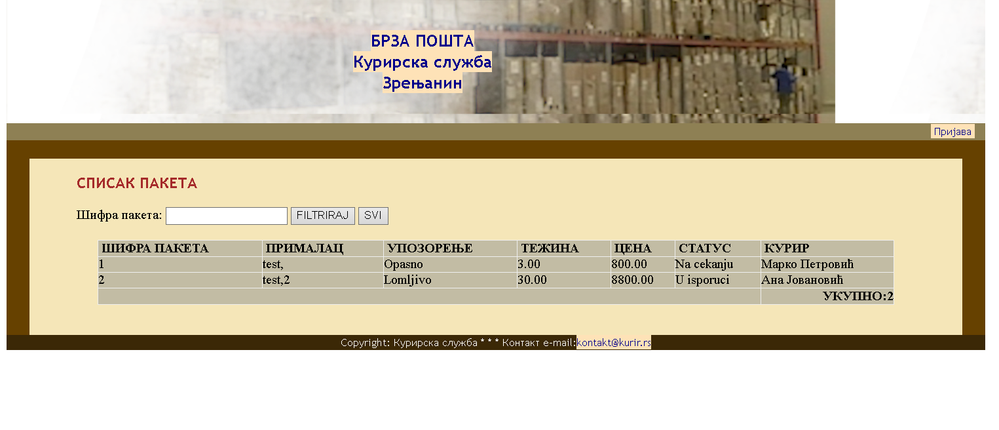 БРЗА ПОШТА
Курирска служба
Зрењанин
Пријава
СПИСАК ПАКЕТА
Шифра пакета: FILTRIRAJ SVI
ШИФРА ПАКЕТА ПРИМАЛАЦ УПОЗОРЕЊЕ ТЕЖИНА ЦЕНА СТАТУС КУРИР
1 test, Opasno 3.00 800.00 Na cekanju Марко Петровић
2 test,2 Lomljivo 30.00 8800.00 U isporuci Ана Јовановић
УКУПНО:2
Copyright: Курирска служба * * * Контакт e-mail:kontakt@kurir.rs